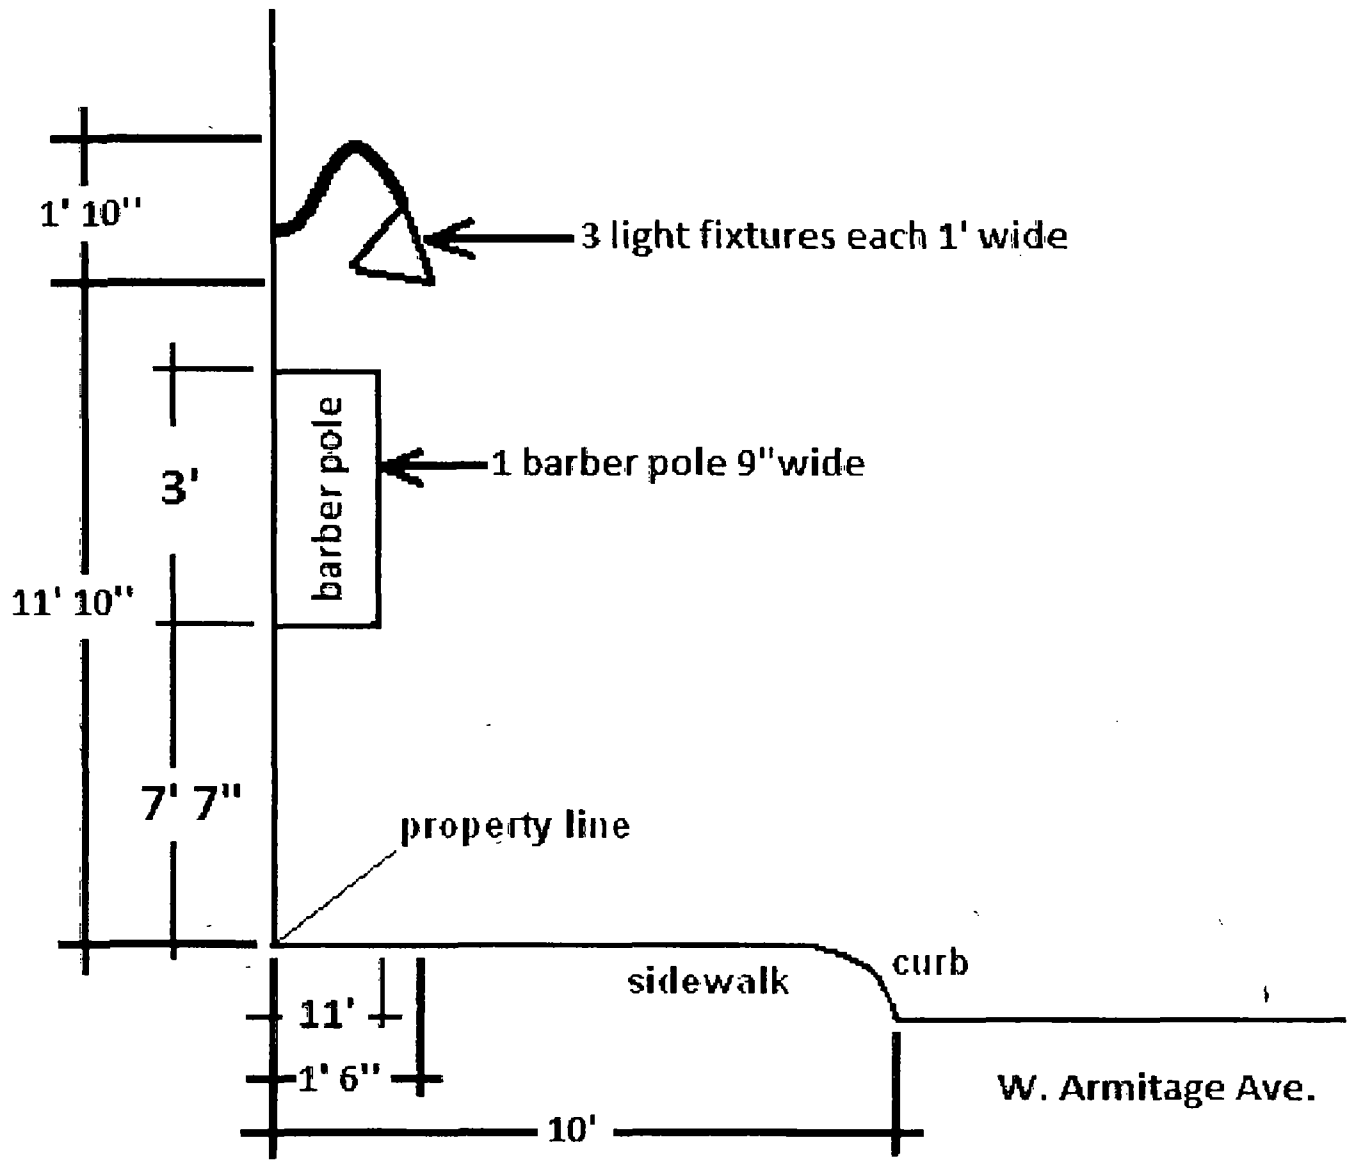 1' 10"
3 light fixtures each 1' wide
barber pole
1 barber pole 9"wide
3'
11' 10"
7' 7"
property line
sidewalk
curb
11'
1' 6"
W. Armitage Ave.
10'